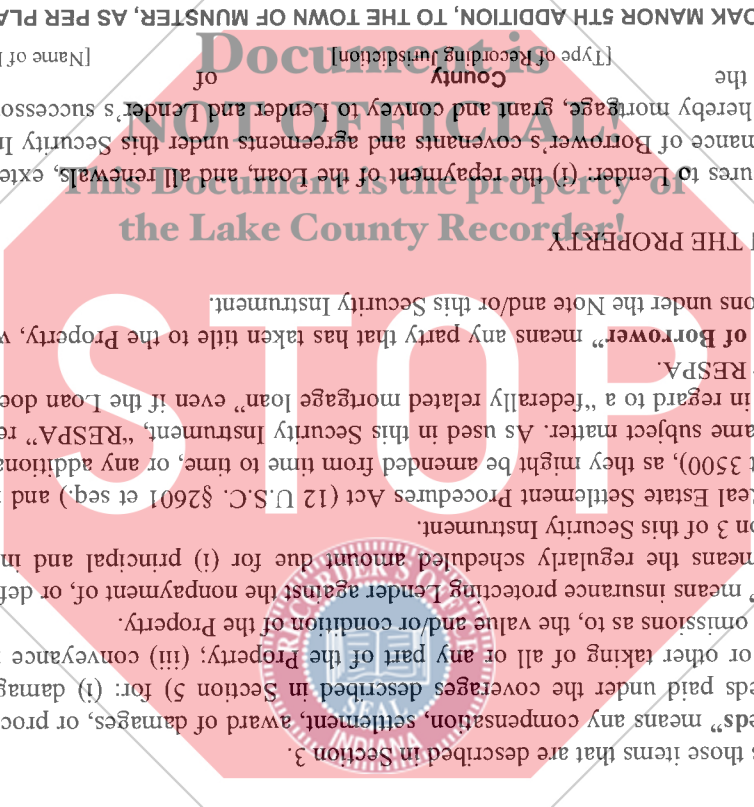 Document is
NOT OFFICIAL!
This Document is the property of
the Lake County Recorder!
STOP
RECORDER'S OFFICE
SEAL
INDIANA
those items that are described in Section 3.
eds” means any compensation, settlement, award of damages, or proc
eds paid under the coverages described in Section 5) for: (i) damag
or other taking of all or any part of the Property; (iii) conveyance
omissions as to, the value and/or condition of the Property.
” means insurance protecting Lender against the nonpayment of, or def
means the regularly scheduled amount due for (i) principal and in
on 3 of this Security Instrument.
Real Estate Settlement Procedures Act (12 U.S.C. §2601 et seq.) and
t 3500), as they might be amended from time to time, or any additiona
ame subject matter. As used in this Security Instrument, “RESPA” re
in regard to a “federally related mortgage loan” even if the Loan doe
RESPA.
of Borrower” means any party that has taken title to the Property, w
ons under the Note and/or this Security Instrument.
THE PROPERTY
ures to Lender: (i) the repayment of the Loan, and all renewals, exte
mance of Borrower’s covenants and agreements under this Security I
hereby mortgage, grant and convey to Lender and Lender’s successo
the County of
[Type of Recording Jurisdiction] [Name of
OAK MANOR 5TH ADDITION, TO THE TOWN OF MUNSTER, AS PER PLA